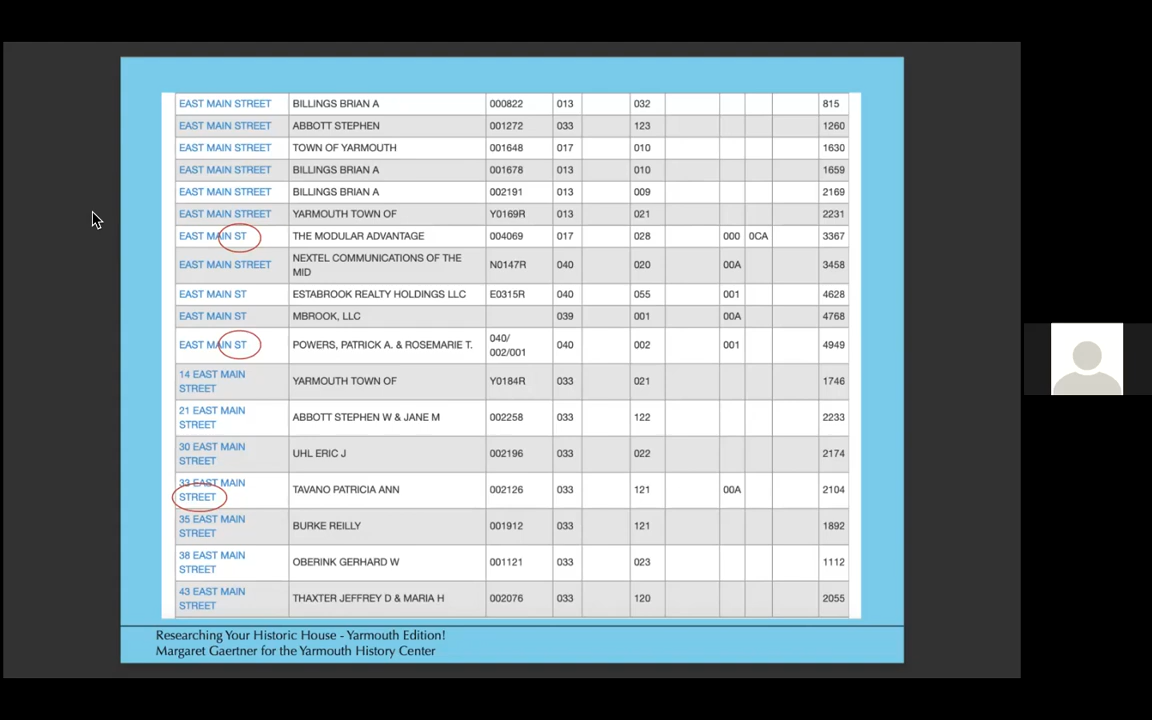 EAST MAIN STREET BILLINGS BRIAN A 000822 013 032 815
EAST MAIN STREET ABBOTT STEPHEN 001272 033 123 1260
EAST MAIN STREET TOWN OF YARMOUTH 001648 017 010 1630
EAST MAIN STREET BILLINGS BRIAN A 001678 013 010 1659
EAST MAIN STREET BILLINGS BRIAN A 002191 013 009 2169
EAST MAIN STREET YARMOUTH TOWN OF Y0169R 013 021 2231
EAST MAIN ST THE MODULAR ADVANTAGE 004069 017 028 000 0CA 3367
EAST MAIN STREET NEXTEL COMMUNICATIONS OF THE
MID N0147R 040 020 00A 3458
EAST MAIN ST ESTABROOK REALTY HOLDINGS LLC E0315R 040 055 001 4628
EAST MAIN ST MBROOK, LLC 039 001 00A 4768
EAST MAIN ST POWERS, PATRICK A. & ROSEMARIE T. 040/
002/001 040 002 001 4949
14 EAST MAIN
STREET YARMOUTH TOWN OF Y0184R 033 021 1746
21 EAST MAIN
STREET ABBOTT STEPHEN W & JANE M 002258 033 122 2233
30 EAST MAIN
STREET UHL ERIC J 002196 033 022 2174
33 EAST MAIN
STREET TAVANO PATRICIA ANN 002126 033 121 00A 2104
35 EAST MAIN
STREET BURKE REILLY 001912 033 121 1892
38 EAST MAIN
STREET OBERINK GERHARD W 001121 033 023 1112
43 EAST MAIN
STREET THAXTER JEFFREY D & MARIA H 002076 033 120 2055
Researching Your Historic House - Yarmouth Edition!
Margaret Gaertner for the Yarmouth History Center